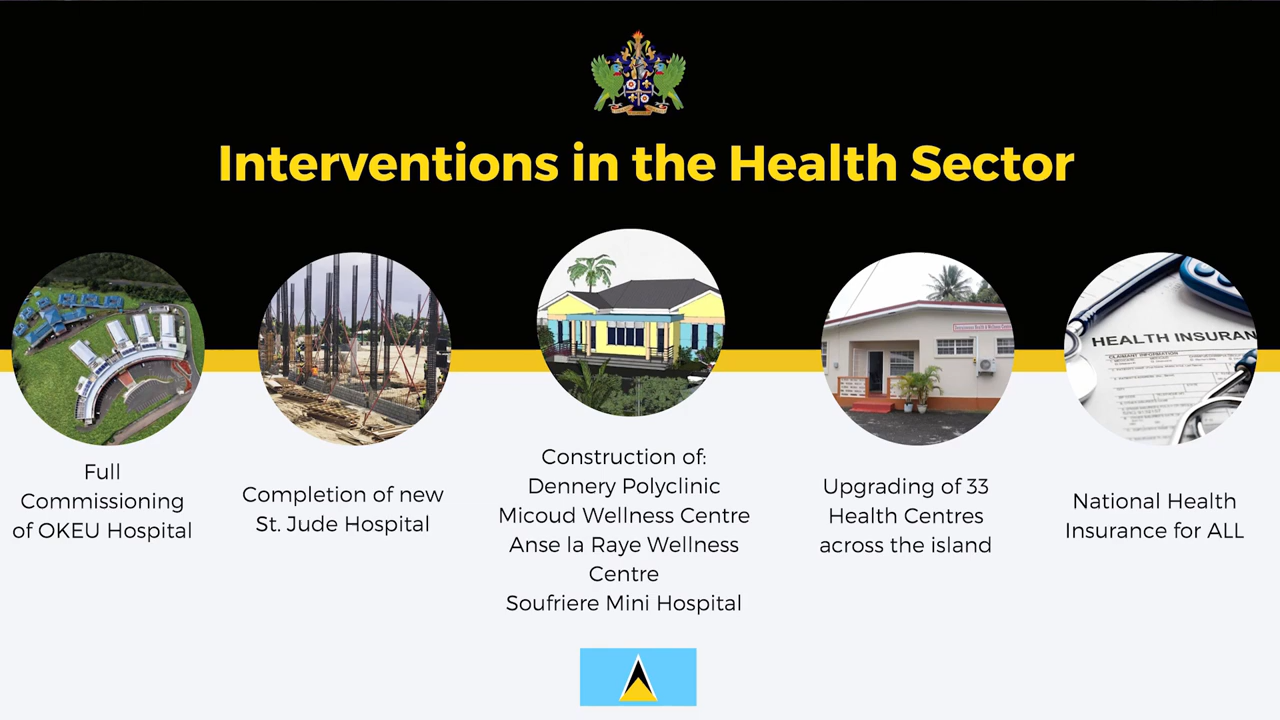 Interventions in the Health Sector
HEALTH INSURAN
CLAIMANT INFORMATION
Full
Commissioning
of OKEU Hospital
Completion of new
St. Jude Hospital
Construction of:
Dennery Polyclinic
Micoud Wellness Centre
Anse la Raye Wellness
Centre
Soufriere Mini Hospital
Upgrading of 33
Health Centres
across the island
National Health
Insurance for ALL